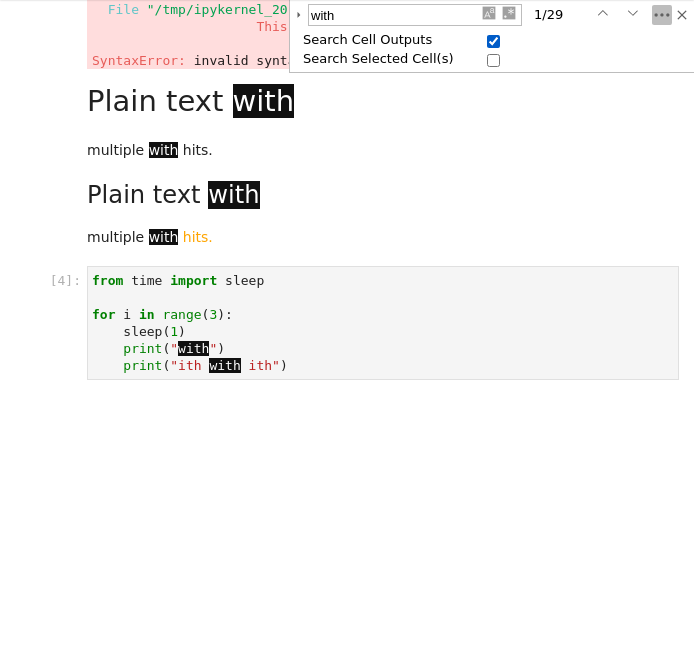 File "/tmp/ipykernel_20
This
SyntaxError: invalid synta
with
1/29
Search Cell Outputs
Search Selected Cell(s)
Plain text with
multiple with hits.
Plain text with
multiple with hits.
[4]:
from time import sleep
for i in range(3):
    sleep(1)
    print("with")
    print("ith with ith")